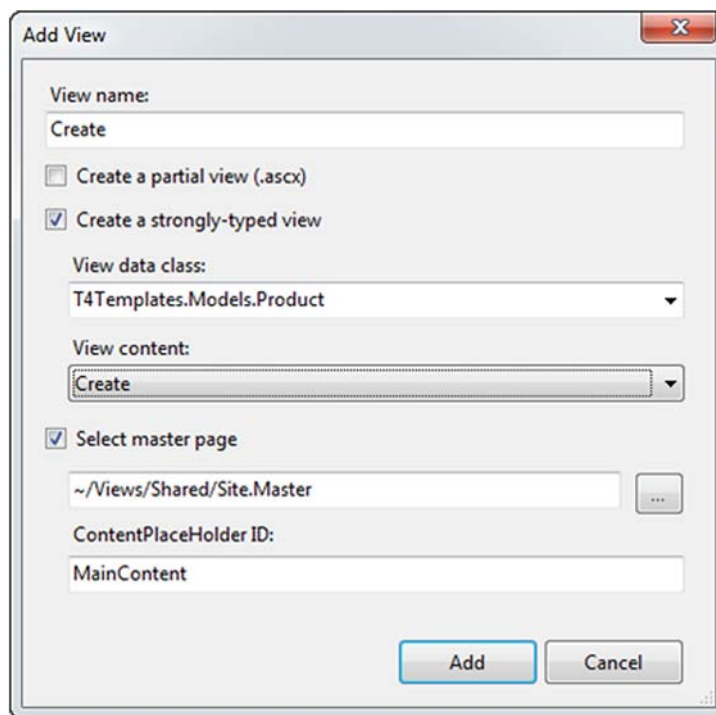 Add View
View name:
Create
Create a partial view (.ascx)
Create a strongly-typed view
View data class:
T4Templates.Models.Product
View content:
Create
Select master page
~/Views/Shared/Site.Master
...
ContentPlaceHolder ID:
MainContent
Add Cancel